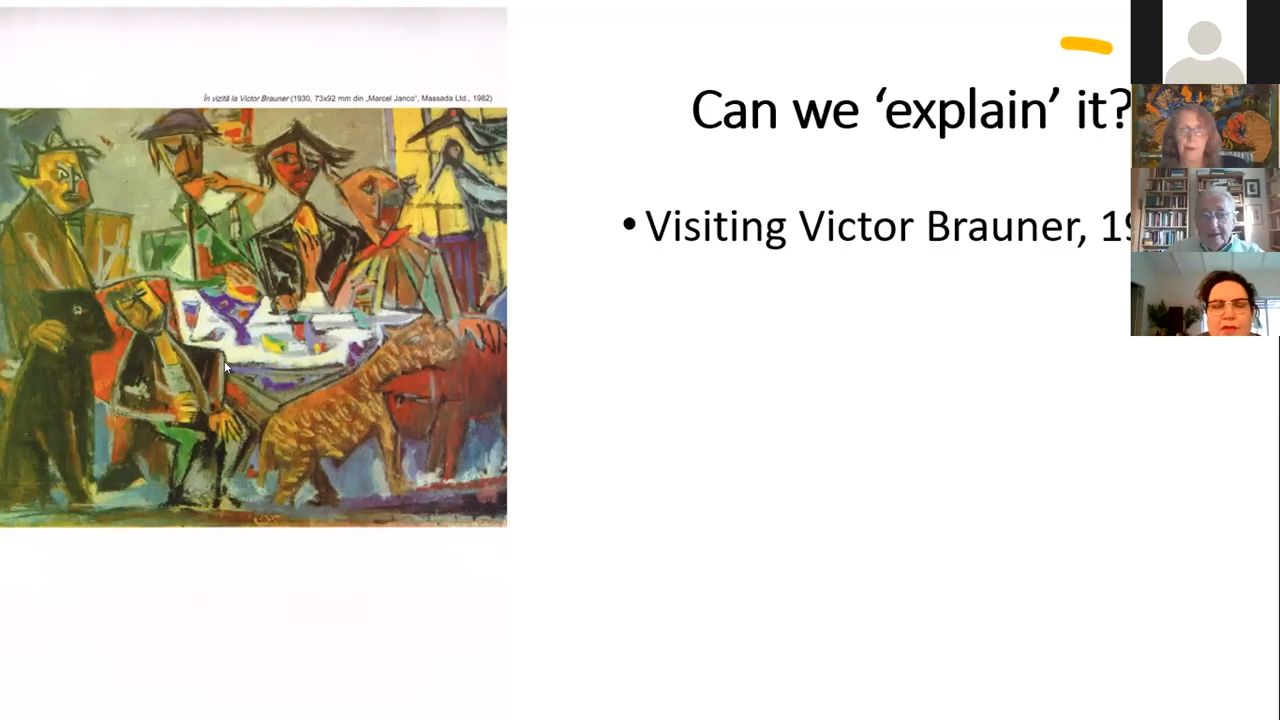 În vizită la Victor Brauner (1930, 73x92 mm din „Marcel Janco”, Massada Ltd., 1982)
Can we ‘explain’ it?
• Visiting Victor Brauner, 19